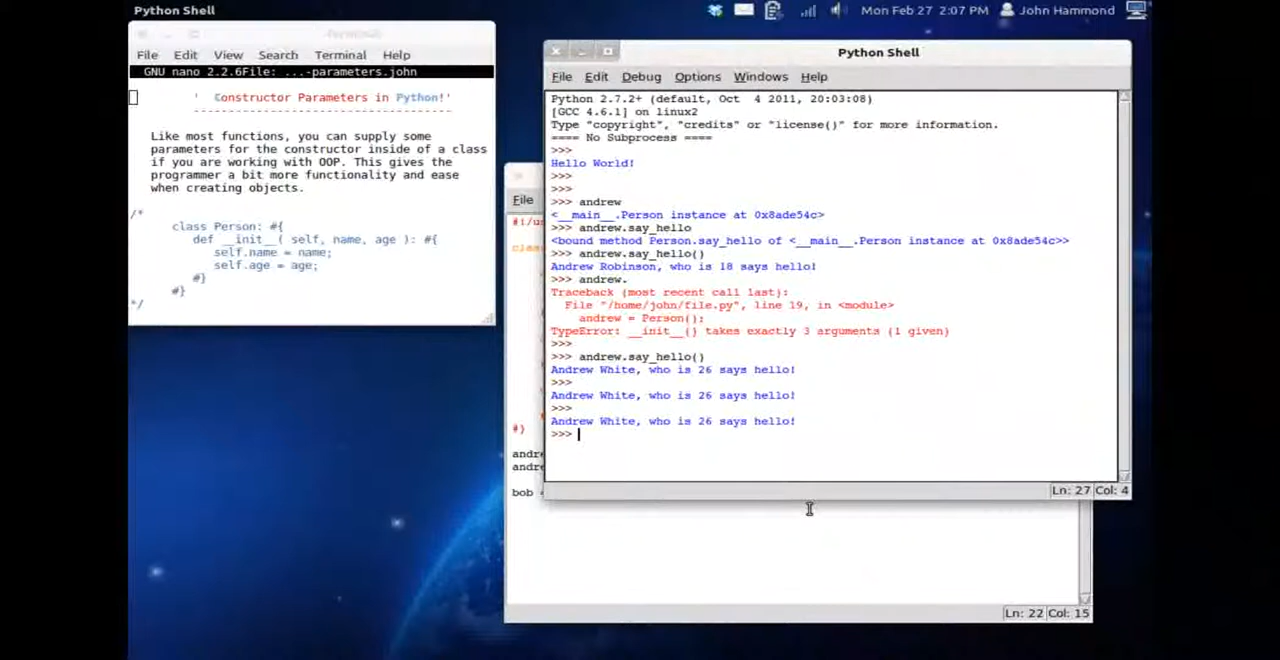 Python Shell
Mon Feb 27 2:07 PM John Hammond
File Edit View Search Terminal Help
GNU nano 2.2.6File: ...-parameters.john
' Constructor Parameters in Python!'
------------------------------------
Like most functions, you can supply some
parameters for the constructor inside of a class
if you are working with OOP. This gives the
programmer a bit more functionality and ease
when creating objects.
/*
class Person: #{
def __init__( self, name, age ): #{
self.name = name;
self.age = age;
#}
#}
*/
Python Shell
File Edit Debug Options Windows Help
Python 2.7.2+ (default, Oct 4 2011, 20:03:08)
[GCC 4.6.1] on linux2
Type "copyright", "credits" or "license()" for more information.
==== No Subprocess ====
>>>
Hello World!
>>>
>>>
>>> andrew
<__main__.Person instance at 0x8ade54c>
>>> andrew.say_hello
<bound method Person.say_hello of <__main__.Person instance at 0x8ade54c>>
>>> andrew.say_hello()
Andrew Robinson, who is 18 says hello!
>>> andrew.
Traceback (most recent call last):
File "/home/john/file.py", line 19, in <module>
andrew = Person();
TypeError: __init__() takes exactly 3 arguments (1 given)
>>>
>>> andrew.say_hello()
Andrew White, who is 26 says hello!
>>>
Andrew White, who is 26 says hello!
>>>
Andrew White, who is 26 says hello!
>>>
Ln: 27 Col: 4
File
#!/us
clas
#}
andre
andre
bob
Ln: 22 Col: 15